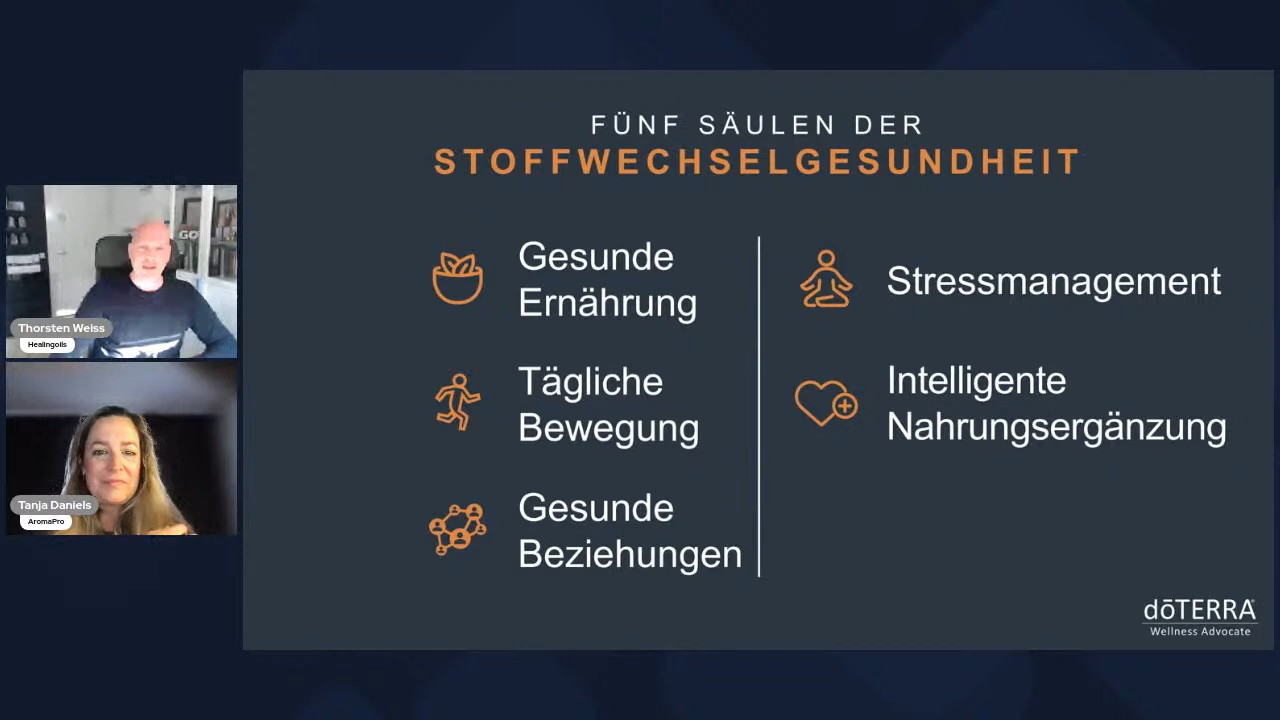 FÜNF SÄULEN DER
STOFFWECHSELGESUNDHEIT
Gesunde
Ernährung
Tägliche
Bewegung
Gesunde
Beziehungen
Stressmanagement
Intelligente
Nahrungsergänzung
dōTERRA
Wellness Advocate
GO
Thorsten Weiss
Healingoils
Tanja Daniels
AromaPro